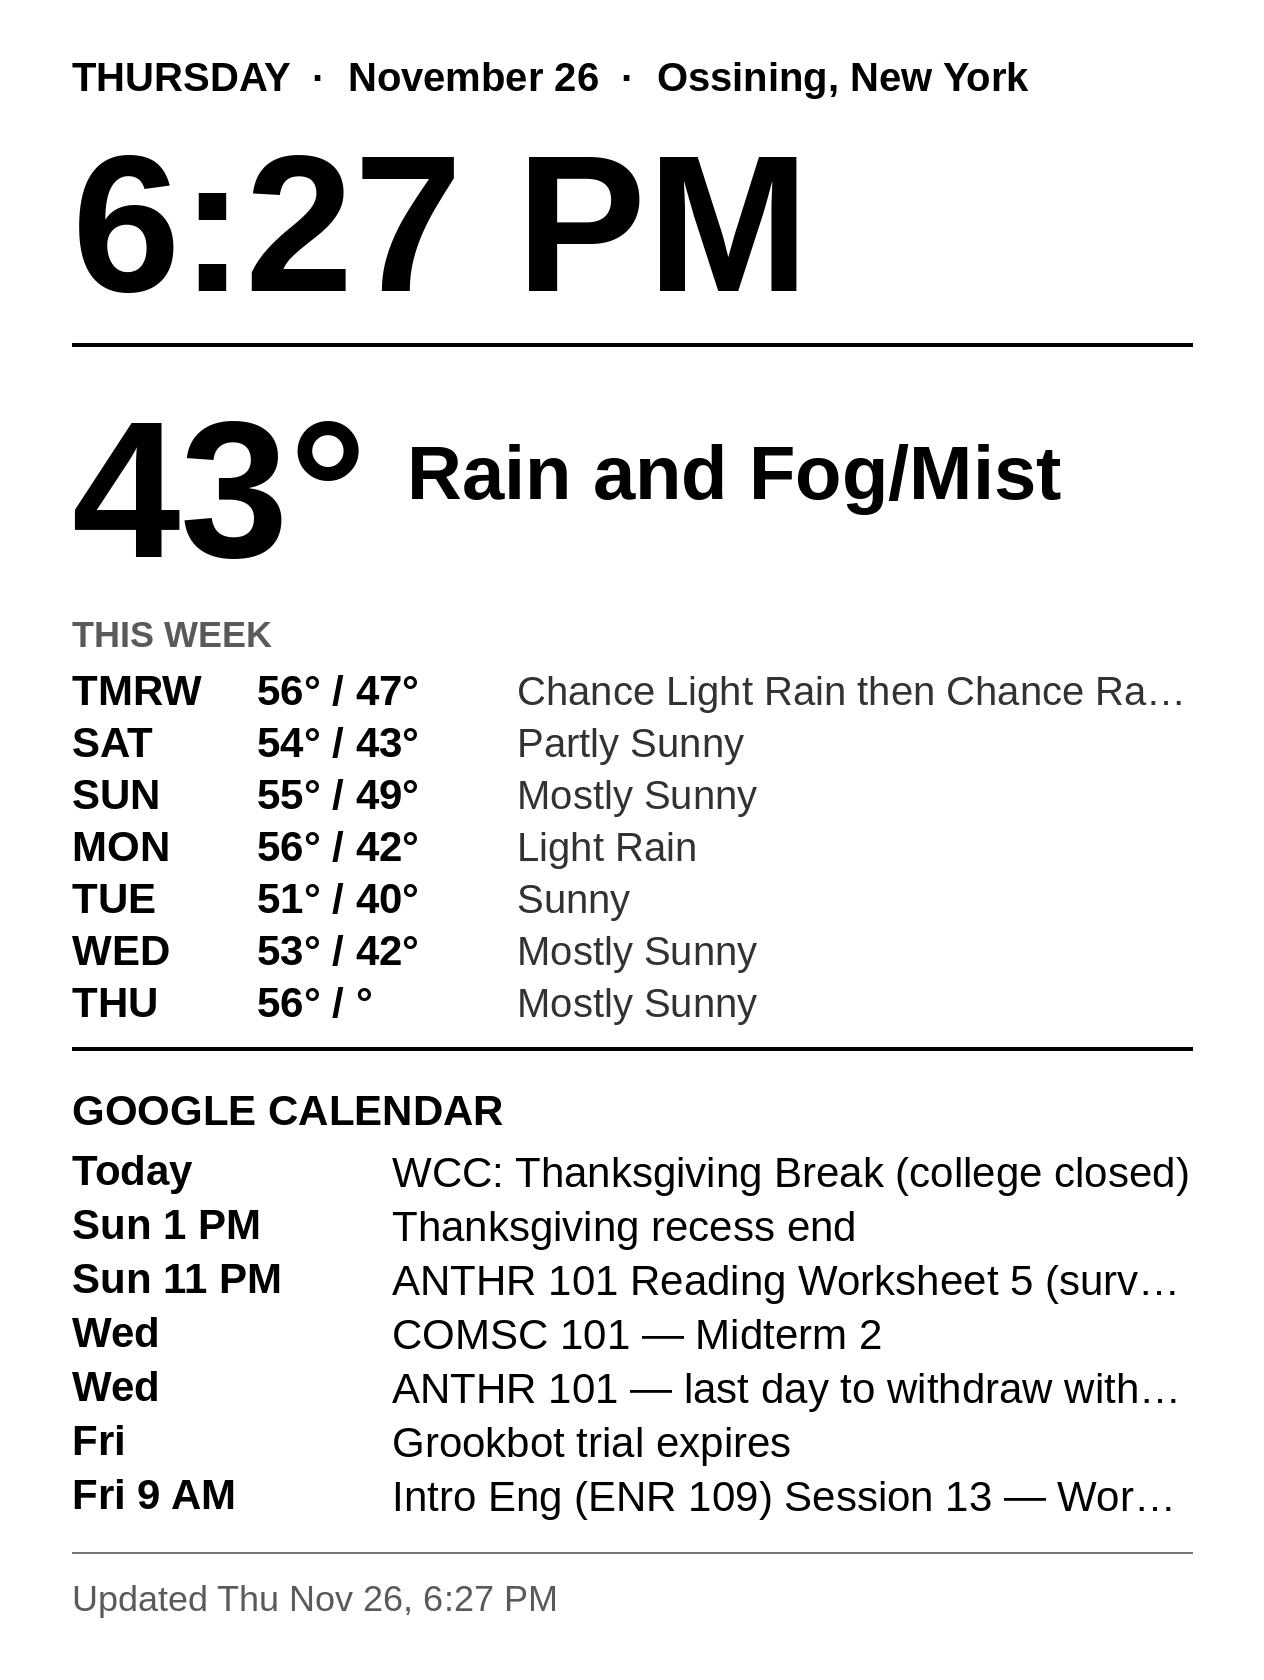 THURSDAY · November 26 · Ossining, New York
6:27 PM
43° Rain and Fog/Mist
THIS WEEK
TMRW 56° / 47° Chance Light Rain then Chance Ra…
SAT 54° / 43° Partly Sunny
SUN 55° / 49° Mostly Sunny
MON 56° / 42° Light Rain
TUE 51° / 40° Sunny
WED 53° / 42° Mostly Sunny
THU 56° / ° Mostly Sunny
GOOGLE CALENDAR
Today WCC: Thanksgiving Break (college closed)
Sun 1 PM Thanksgiving recess end
Sun 11 PM ANTHR 101 Reading Worksheet 5 (surv…
Wed COMSC 101 — Midterm 2
Wed ANTHR 101 — last day to withdraw with…
Fri Grookbot trial expires
Fri 9 AM Intro Eng (ENR 109) Session 13 — Wor…
Updated Thu Nov 26, 6:27 PM